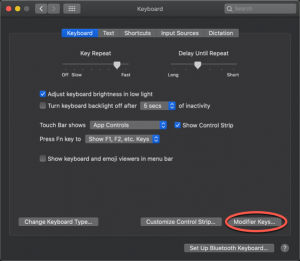 Keyboard
Search
Keyboard Text Shortcuts Input Sources Dictation
Key Repeat Delay Until Repeat
Off Slow Fast Long Short
Adjust keyboard brightness in low light
Turn keyboard backlight off after 5 secs of inactivity
Touch Bar shows App Controls Show Control Strip
Press Fn key to Show F1, F2, etc. Keys
Show keyboard and emoji viewers in menu bar
Change Keyboard Type... Customize Control Strip... Modifier Keys...
Set Up Bluetooth Keyboard... ?